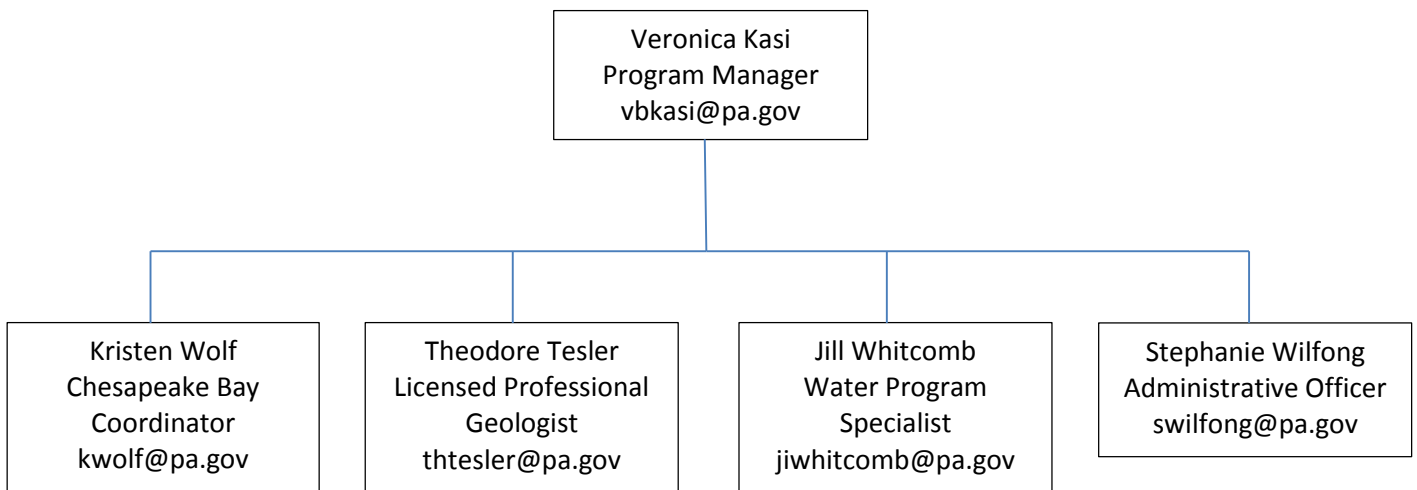 Veronica Kasi
Program Manager
vbkasi@pa.gov
Kristen Wolf
Chesapeake Bay
Coordinator
kwolf@pa.gov
Theodore Tesler
Licensed Professional
Geologist
thtesler@pa.gov
Jill Whitcomb
Water Program
Specialist
jiwhitcomb@pa.gov
Stephanie Wilfong
Administrative Officer
swilfong@pa.gov